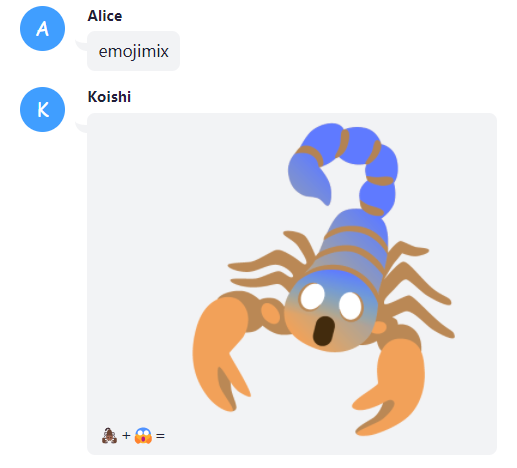 A
Alice
emojimix
K
Koishi
🦂 + 😱 =